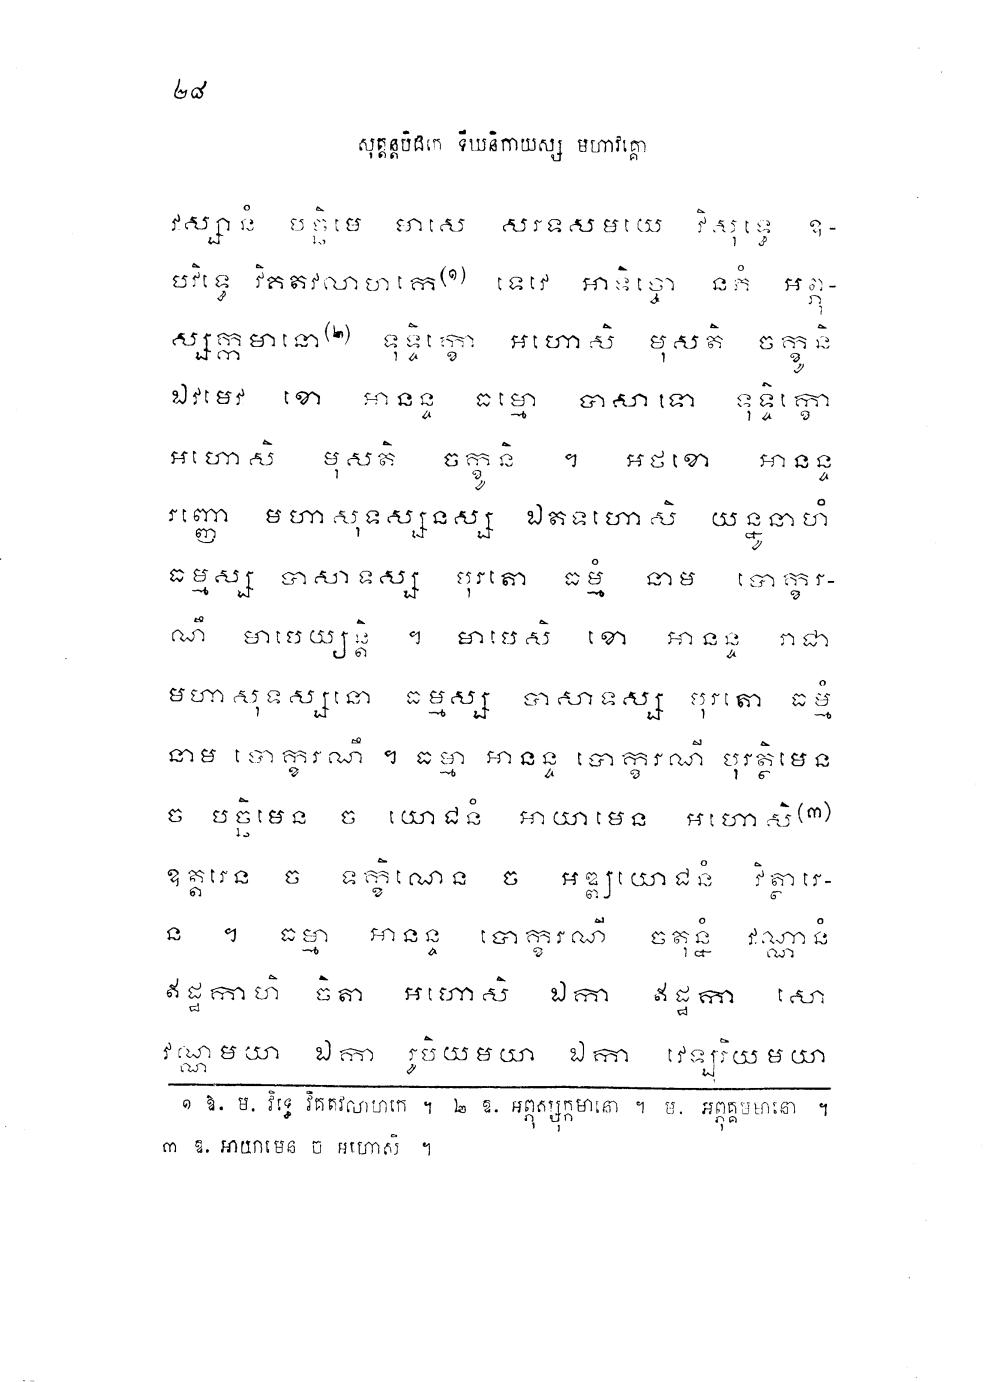 ២៨
សុត្តន្តបិដកេ ទីឃនិកាយស្ស មហាវគ្គោ
វស្សានំ បច្ឆិមេ មាសេ សរទសមយេ វិសុទ្ធេ ឧ-
បវិទ្ធេ វិគតវលាហកេ(១) ទេវេ អាទិច្ចោ នភំ អព្ភុ-
ស្សក្កមានោ(២) ទុទ្ទិក្ខោ អហោសិ មុសតិ ចក្ខូនិ
ឯវមេវ ខោ អានន្ទ ធម្មោ បាសាទោ ទុទ្ទិក្ខោ
អហោសិ មុសតិ ចក្ខូនិ ។ អថខោ អានន្ទ
រញ្ញោ មហាសុទស្សនស្ស ឯតទហោសិ យន្នូនាហំ
ធម្មស្ស បាសាទស្ស បុរតោ ធម្មំ នាម បោក្ខរ-
ណឹ មាបេយ្យន្តិ ។ មាបេសិ ខោ អានន្ទ រាជា
មហាសុទស្សនោ ធម្មស្ស បាសាទស្ស បុរតោ ធម្មំ
នាម បោក្ខរណឹ ។ ធម្មា អានន្ទ បោក្ខរណី បុរត្ថិមេន
ច បច្ឆិមេន ច យោជនំ អាយាមេន អហោសិ(៣)
ឧត្តរេន ច ទក្ខិណេន ច អឌ្ឍយោជនំ វិត្ថារេ-
ន ។ ធម្មា អានន្ទ បោក្ខរណី ចតុន្នំ វណ្ណានំ
ឥដ្ឋកាហិ ចិតា អហោសិ ឯកា ឥដ្ឋកា សោ
វណ្ណមយា ឯកា រូបិយមយា ឯកា វេឡុរិយមយា
១ ឱ. ម. វិទ្ធេ វិគតវលាហកេ ។ ២ ឱ. អព្ភុស្សុក្កមានោ ។ ម. អព្ភុគ្គមមានោ ។
៣ ឱ. អាយាមេន ច អហោសិ ។